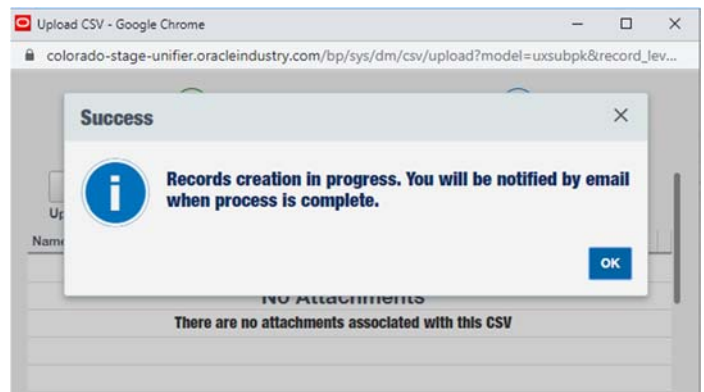 Upload CSV - Google Chrome
colorado-stage-unifier.oracleindustry.com/bp/sys/dm/csv/upload?model=uxsubpk&record_lev...
Success
Records creation in progress. You will be notified by email
when process is complete.
Name
OK
No Attachments
There are no attachments associated with this CSV